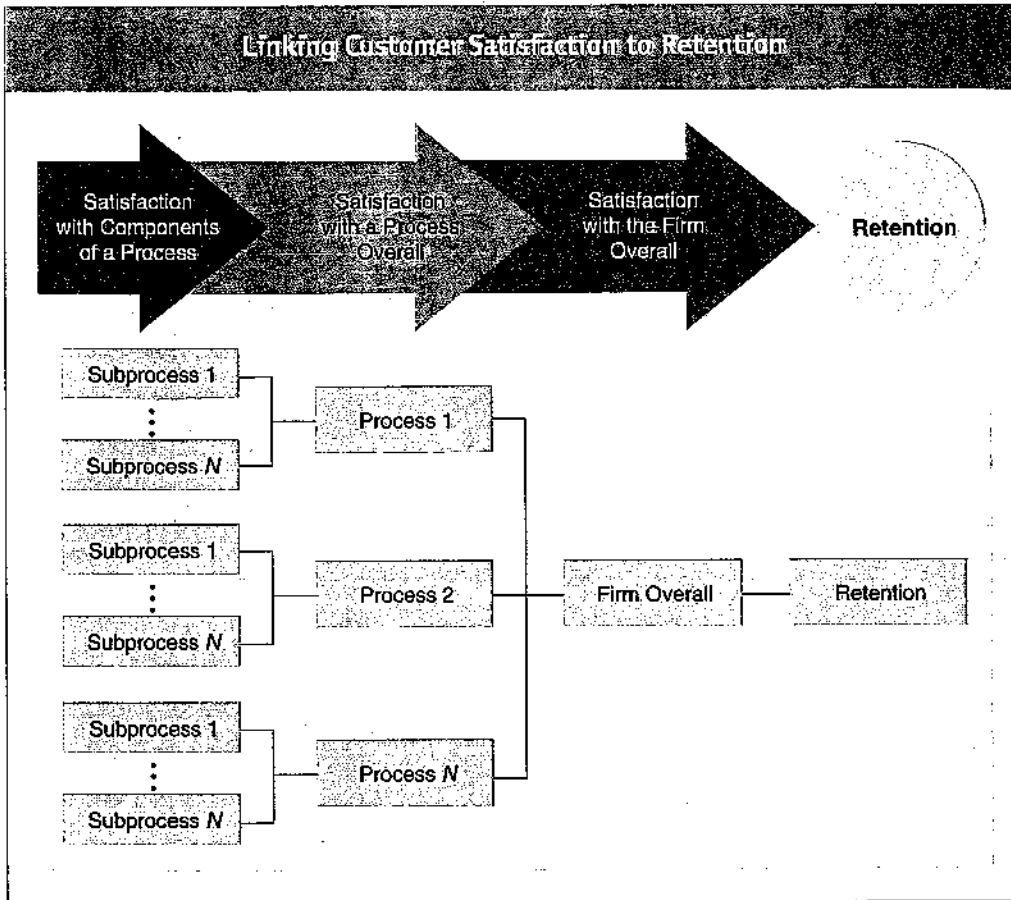 Linking Customer Satisfaction to Retention
Satisfaction
with Components
of a Process
Satisfaction
with a Process
Overall
Satisfaction
with the Firm
Overall
Retention
Subprocess 1
Subprocess N
Process 1
Subprocess 1
Subprocess N
Process 2
Firm Overall
Retention
Subprocess 1
Subprocess N
Process N